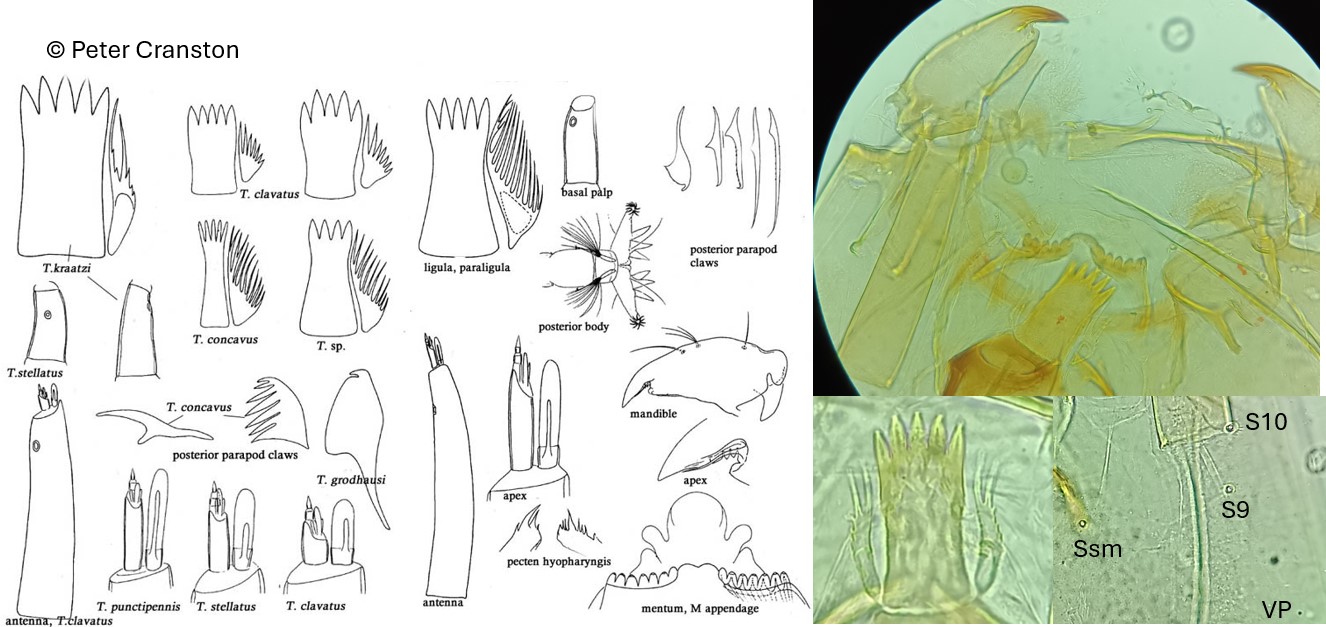 © Peter Cranston
T. clavatus
T.kraatzi
T. concavus
T. sp.
T.stellatus
T. concavus
posterior parapod claws
T. grodhausi
T. punctipennis
T. stellatus
T. clavatus
antenna, T.clavatus
basal palp
ligula, paraligula
posterior parapod
claws
posterior body
mandible
apex
apex
pecten hyopharyngis
antenna
mentum, M appendage
S10
S9
Ssm
VP